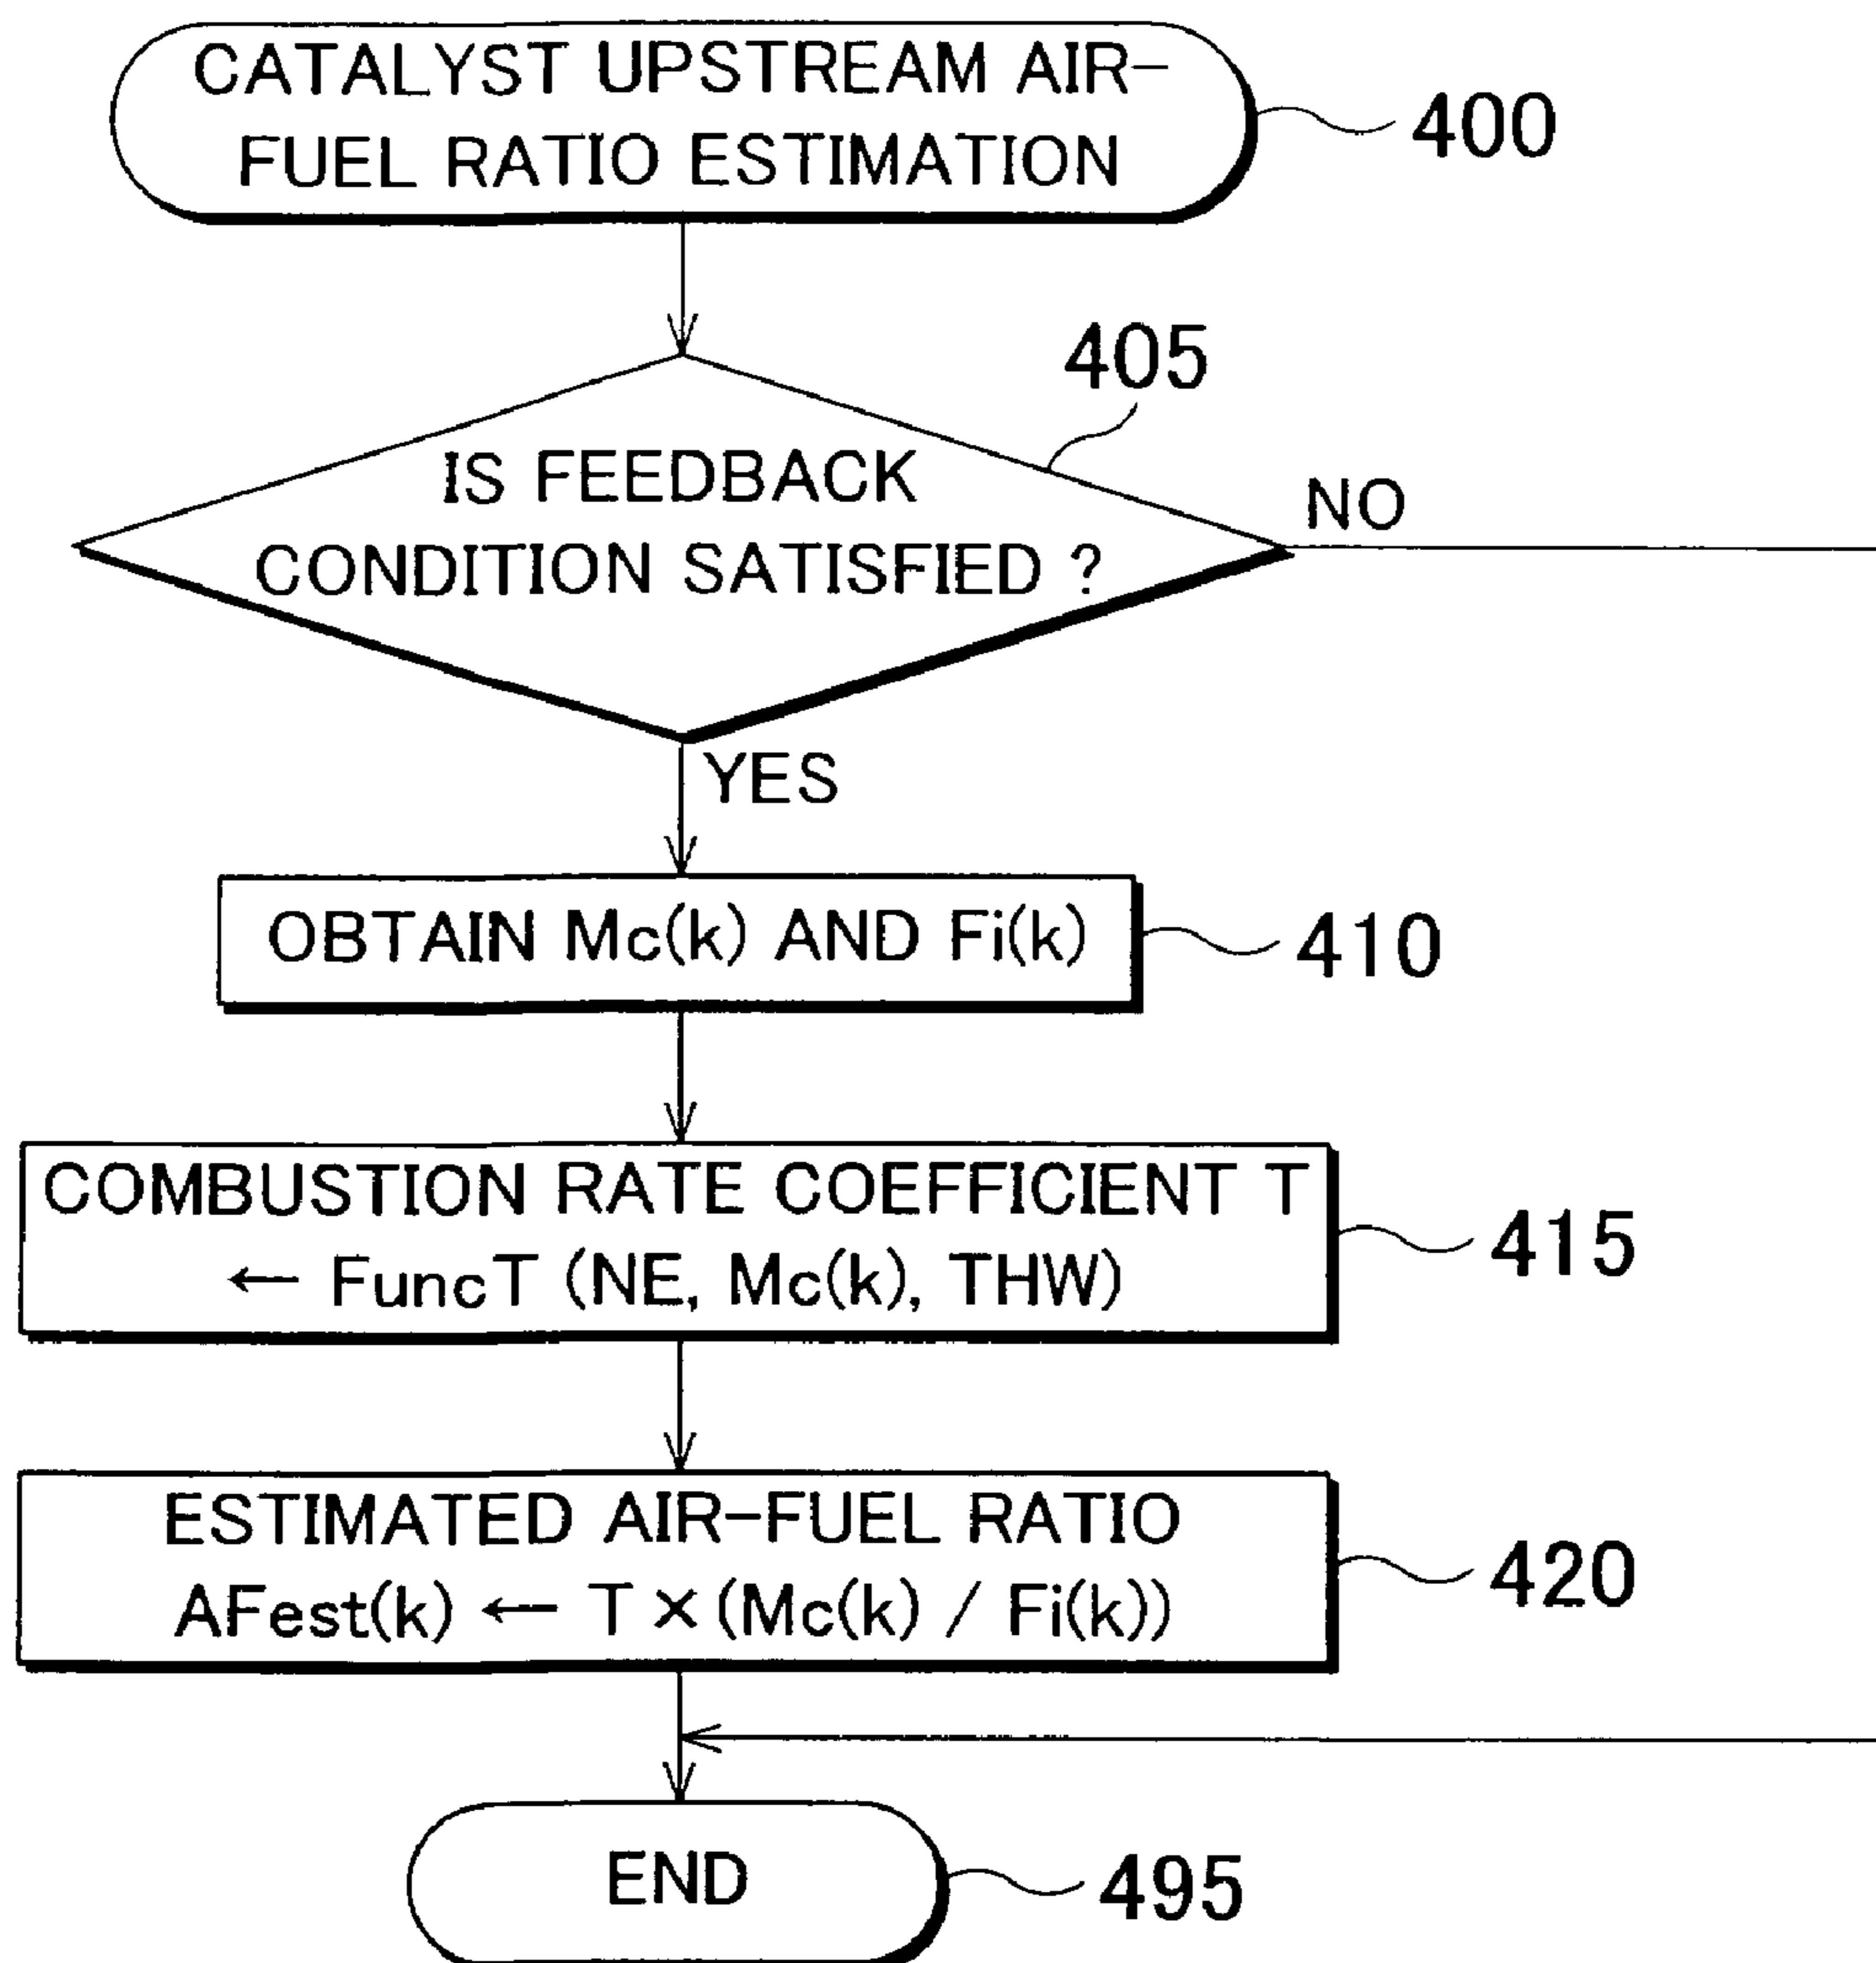 CATALYST UPSTREAM AIR-
FUEL RATIO ESTIMATION
400
405
IS FEEDBACK
CONDITION SATISFIED ?
NO
YES
OBTAIN Mc(k) AND Fi(k)
410
COMBUSTION RATE COEFFICIENT T
← FuncT (NE, Mc(k), THW)
415
ESTIMATED AIR-FUEL RATIO
AFest(k) ← T × (Mc(k) / Fi(k))
420
END
495